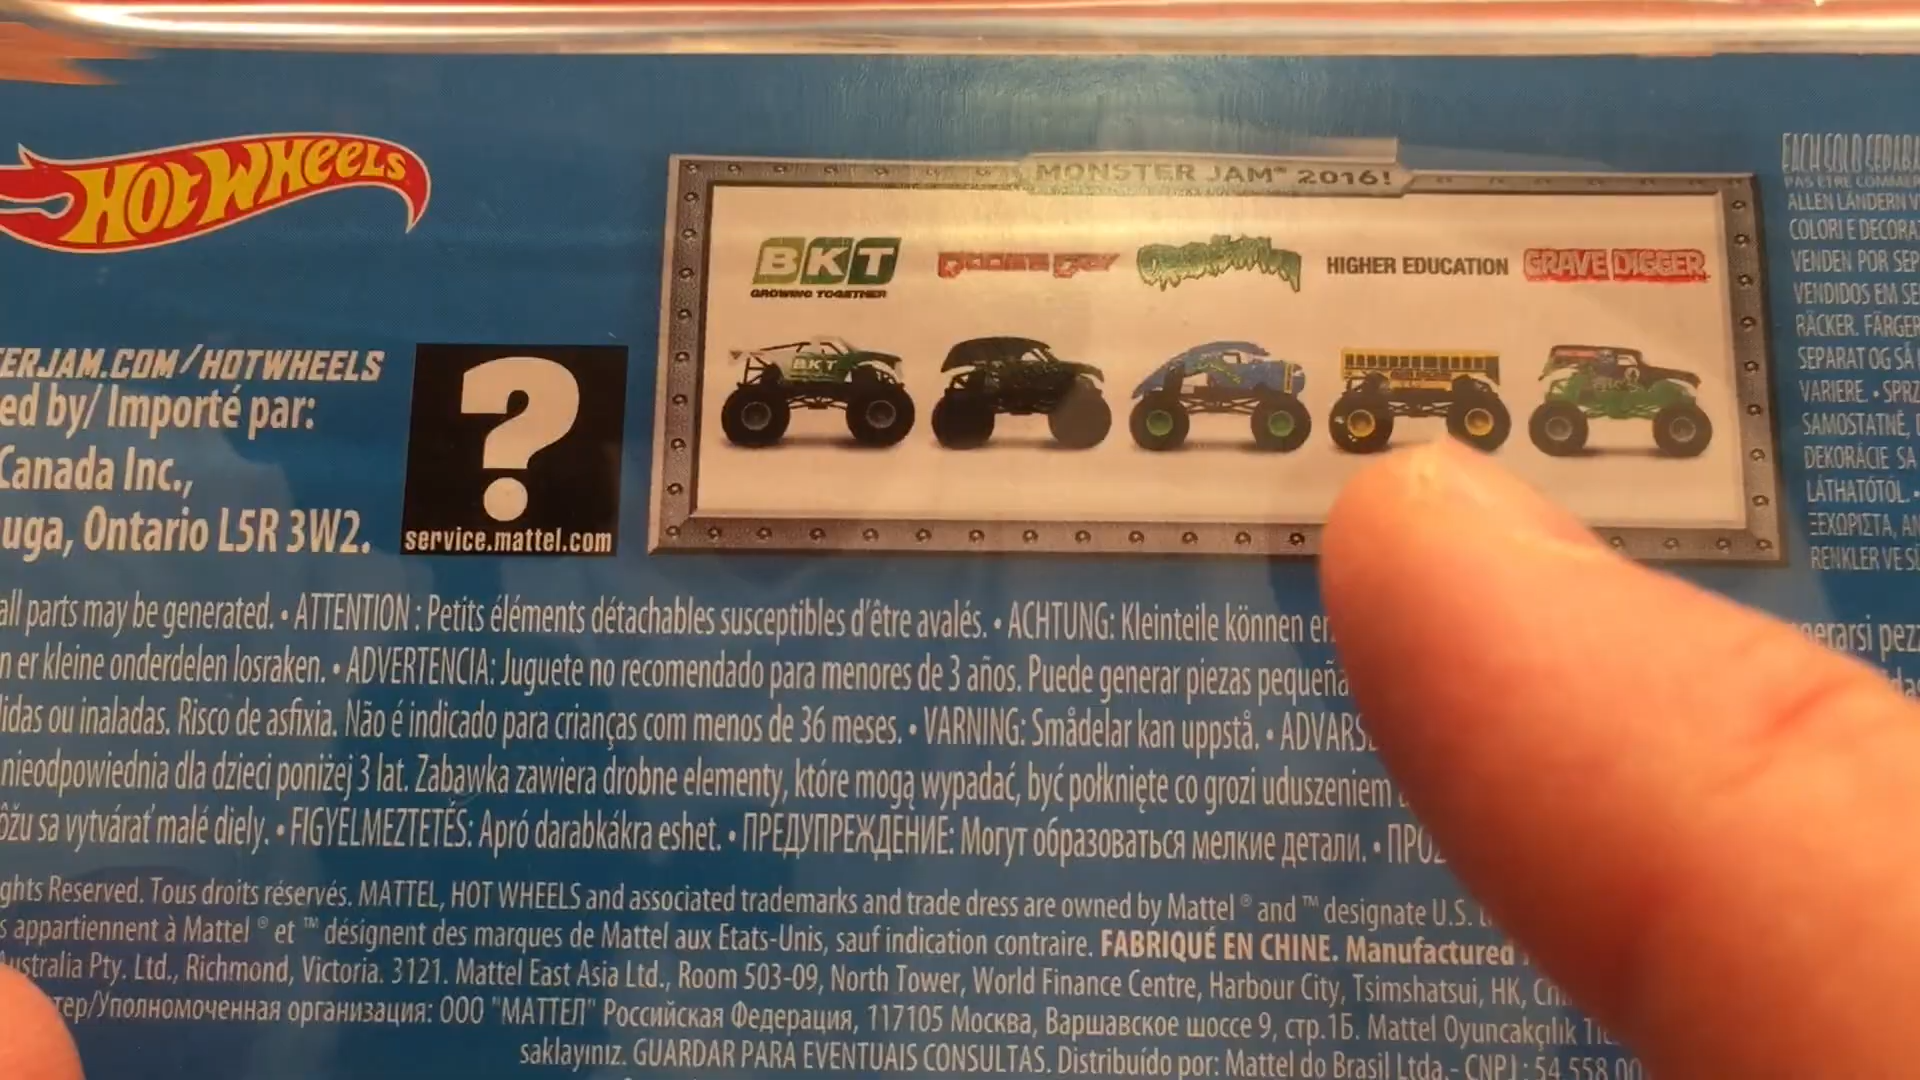 HOT WHEELS
MONSTER JAM® 2016!
BKT
GROWING TOGETHER
HIGHER EDUCATION
GRAVE DIGGER
BKT
ERJAM.COM/HOTWHEELS
ed by/ Importé par:
Canada Inc.,
uga, Ontario L5R 3W2.
?
service.mattel.com
EACH SOLD SEPARA
PAS ÊTRE COMMER
ALLEN LÄNDERN V
COLORI E DECORA
VENDEN POR SEP
VENDIDOS EM SE
RÄCKER. FÄRGER
SEPARAT OG SÅ
VARIERE. • SPRZ
SAMOSTATNĚ,
DEKORÁCIE SA
LÁTHATÓTÓL. •
ΞΕΧΩΡΙΣΤΑ, ΑΝ
RENKLER VE SÜ
all parts may be generated. • ATTENTION : Petits éléments détachables susceptibles d'être avalés. • ACHTUNG: Kleinteile können
n er kleine onderdelen losraken. • ADVERTENCIA: Juguete no recomendado para menores de 3 años. Puede generar piezas pequeña
idas ou inaladas. Risco de asfixia. Não é indicado para crianças com menos de 36 meses. • VARNING: Smådelar kan uppstå. • ADVARS
nieodpowiednia dla dzieci poniżej 3 lat. Zabawka zawiera drobne elementy, które mogą wypadać, być połknięte co grozi uduszeniem
ôžu sa vytvárať malé diely. • FIGYELMEZTETÉS: Apró darabkákra eshet. • ПРЕДУПРЕЖДЕНИЕ: Могут образоваться мелкие детали. • ΠΡΟ
ghts Reserved. Tous droits réservés. MATTEL, HOT WHEELS and associated trademarks and trade dress are owned by Mattel ® and ™ designate U.S.
s appartiennent à Mattel ® et ™ désignent des marques de Mattel aux Etats-Unis, sauf indication contraire. FABRIQUÉ EN CHINE. Manufactured
Australia Pty. Ltd., Richmond, Victoria. 3121. Mattel East Asia Ltd., Room 503-09, North Tower, World Finance Centre, Harbour City, Tsimshatsui, HK,
тер/Уполномоченная организация: ООО "МАТТЕЛ" Российская Федерация, 117105 Москва, Варшавское шоссе 9, стр.1Б. Mattel Oyuncakçılık
saklayınız. GUARDAR PARA EVENTUAIS CONSULTAS. Distribuído por: Mattel do Brasil Ltda.- CNPJ : 54.558.00
gerarsi pezz